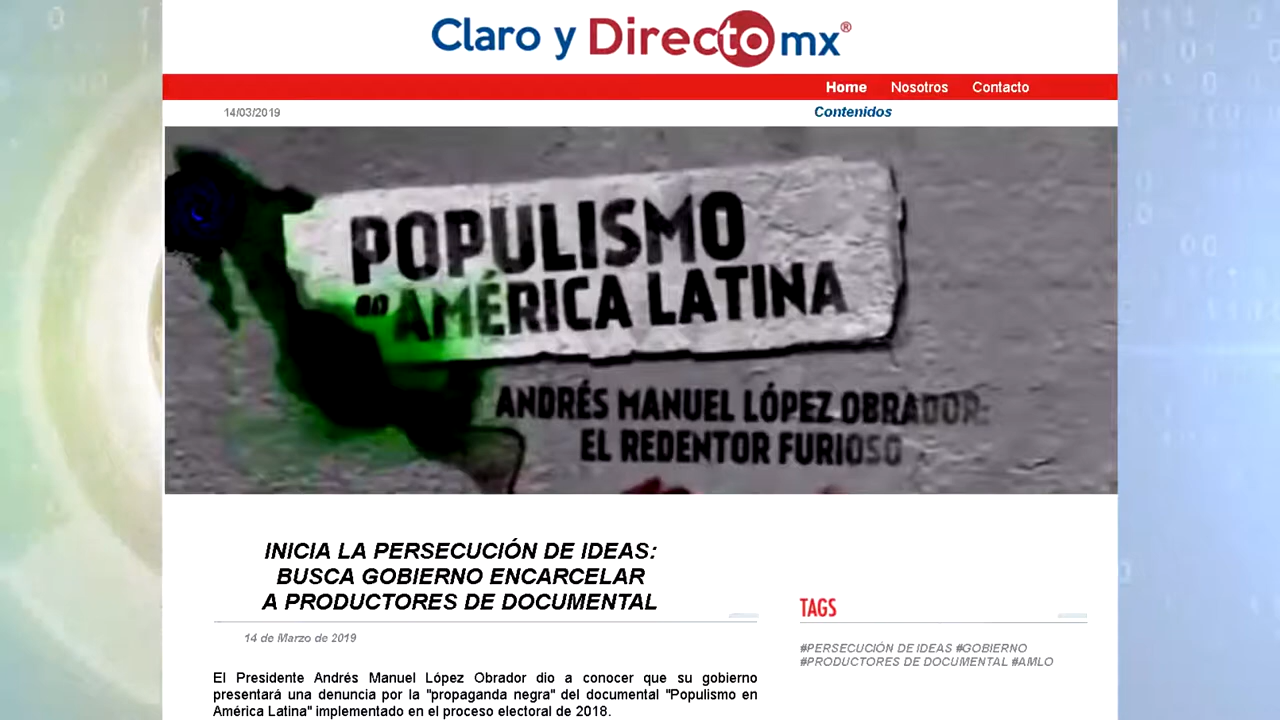 Claro y Directo mx®
Home Nosotros Contacto
14/03/2019 Contenidos
POPULISMO
en AMÉRICA LATINA
ANDRÉS MANUEL LÓPEZ OBRADOR:
EL REDENTOR FURIOSO
INICIA LA PERSECUCIÓN DE IDEAS:
BUSCA GOBIERNO ENCARCELAR
A PRODUCTORES DE DOCUMENTAL
14 de Marzo de 2019
El Presidente Andrés Manuel López Obrador dio a conocer que su gobierno
presentará una denuncia por la "propaganda negra" del documental "Populismo en
América Latina" implementado en el proceso electoral de 2018.
TAGS
#PERSECUCIÓN DE IDEAS #GOBIERNO
#PRODUCTORES DE DOCUMENTAL #AMLO